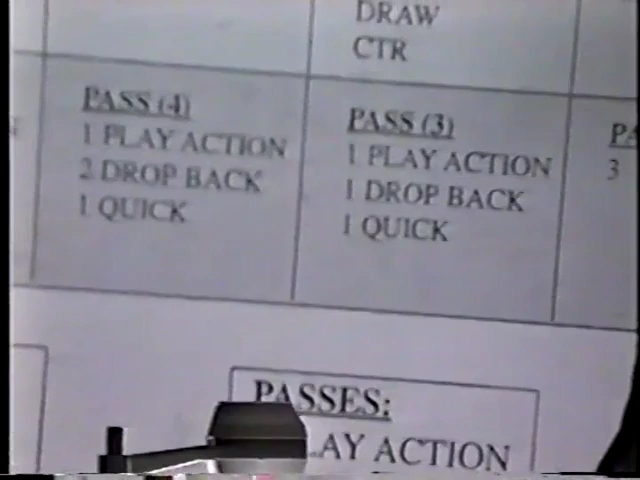 DRAW
CTR
PASS (4)
1 PLAY ACTION
2 DROP BACK
1 QUICK
PASS (3)
1 PLAY ACTION
1 DROP BACK
1 QUICK
PA
3
PASSES:
LAY ACTION